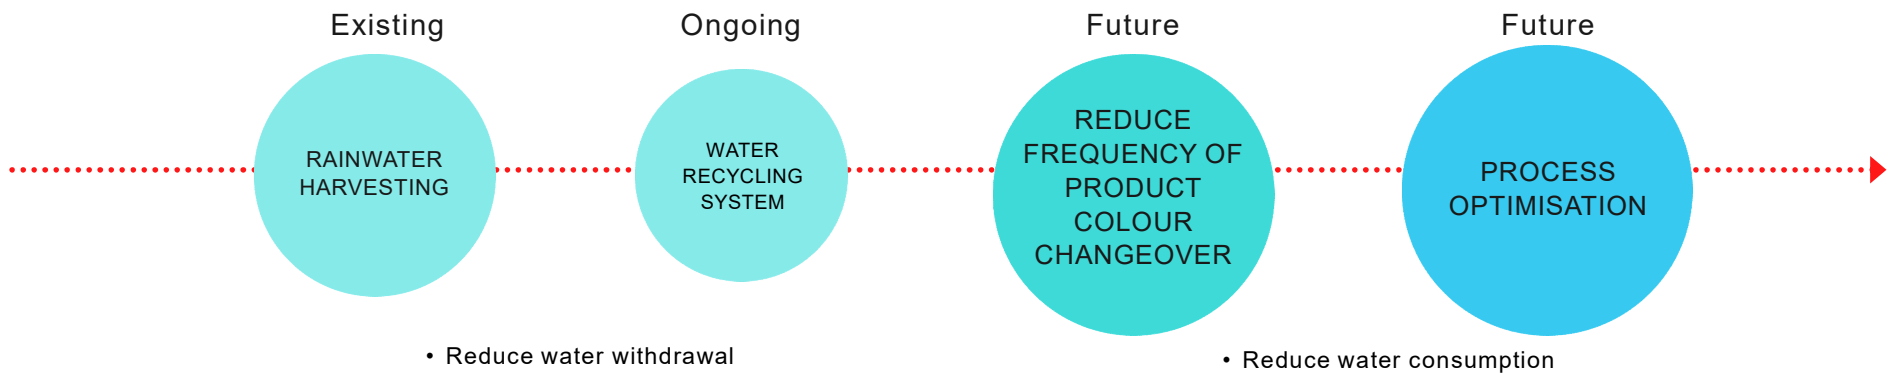 Existing
Ongoing
Future
Future
RAINWATER
HARVESTING
WATER
RECYCLING
SYSTEM
REDUCE
FREQUENCY OF
PRODUCT
COLOUR
CHANGEOVER
PROCESS
OPTIMISATION
• Reduce water withdrawal
• Reduce water consumption